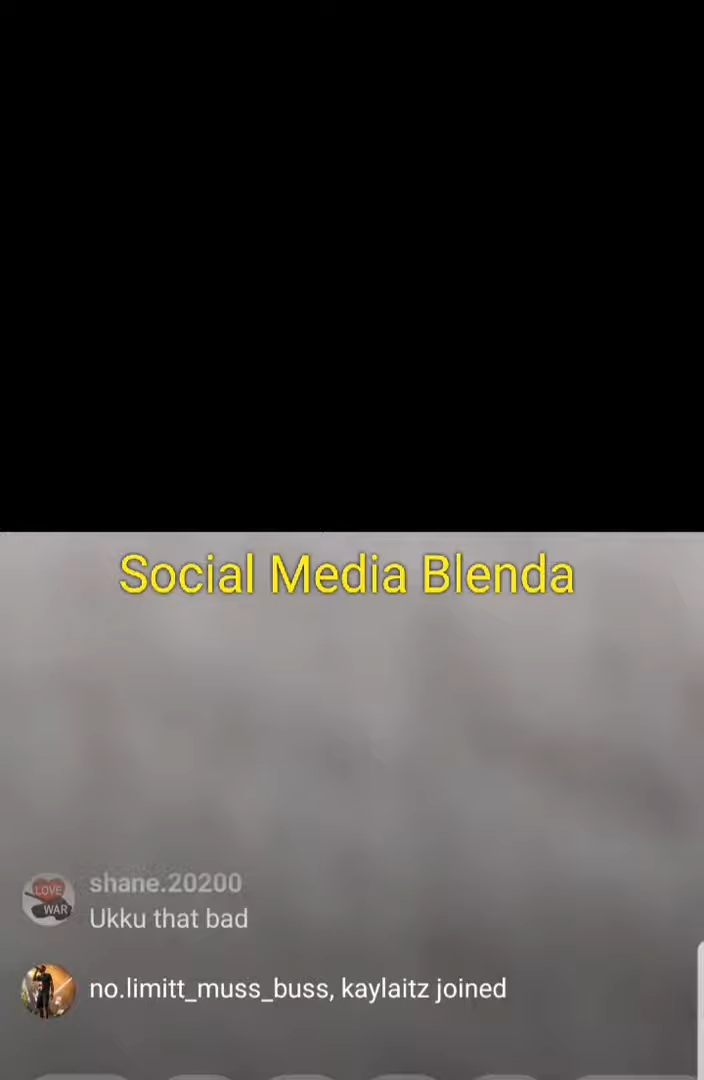 Social Media Blenda
LOVE
WAR
shane.20200
Ukku that bad
no.limitt_muss_buss, kaylaitz joined